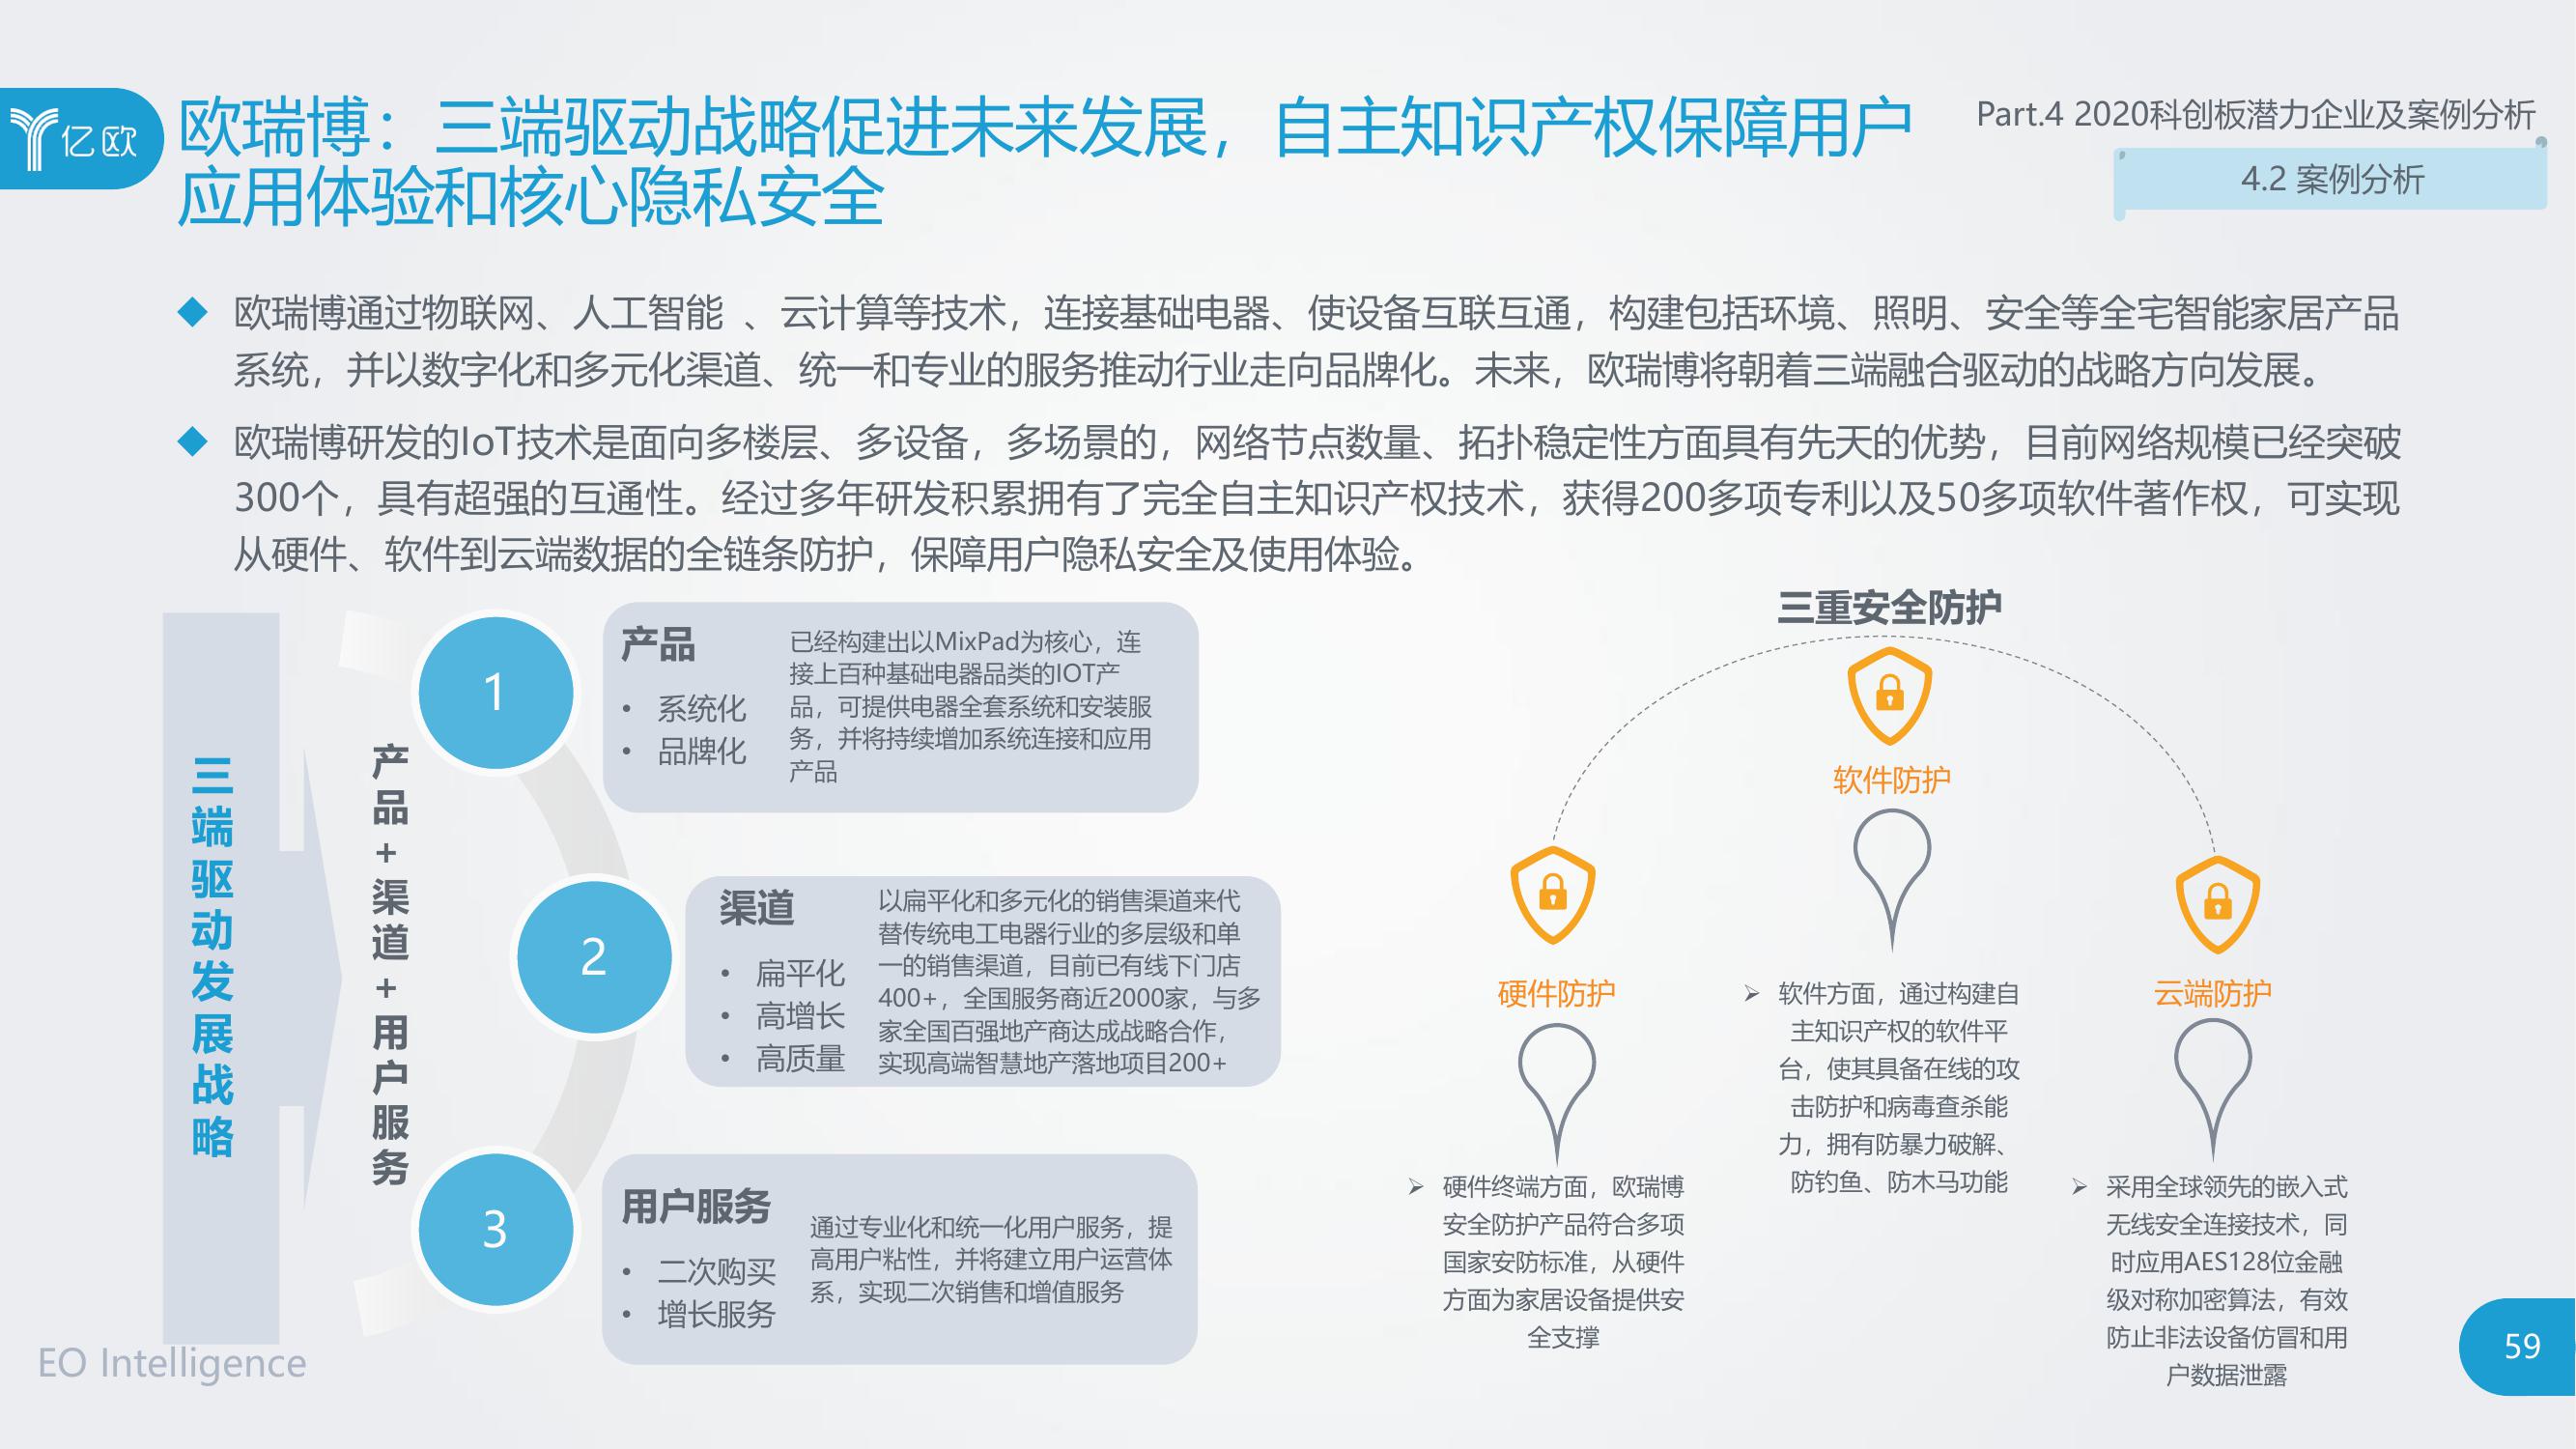 亿欧
欧瑞博：三端驱动战略促进未来发展，自主知识产权保障用户
应用体验和核心隐私安全
Part.4 2020科创板潜力企业及案例分析
4.2 案例分析
欧瑞博通过物联网、人工智能 、云计算等技术，连接基础电器、使设备互联互通，构建包括环境、照明、安全等全宅智能家居产品
系统，并以数字化和多元化渠道、统一和专业的服务推动行业走向品牌化。未来，欧瑞博将朝着三端融合驱动的战略方向发展。
欧瑞博研发的IoT技术是面向多楼层、多设备，多场景的，网络节点数量、拓扑稳定性方面具有先天的优势，目前网络规模已经突破
300个，具有超强的互通性。经过多年研发积累拥有了完全自主知识产权技术，获得200多项专利以及50多项软件著作权，可实现
从硬件、软件到云端数据的全链条防护，保障用户隐私安全及使用体验。
三端驱动发展战略
产品+渠道+用户服务
1
产品
• 系统化
• 品牌化
已经构建出以MixPad为核心，连
接上百种基础电器品类的IOT产
品，可提供电器全套系统和安装服
务，并将持续增加系统连接和应用
产品
2
渠道
• 扁平化
• 高增长
• 高质量
以扁平化和多元化的销售渠道来代
替传统电工电器行业的多层级和单
一的销售渠道，目前已有线下门店
400+，全国服务商近2000家，与多
家全国百强地产商达成战略合作，
实现高端智慧地产落地项目200+
3
用户服务
• 二次购买
• 增长服务
通过专业化和统一化用户服务，提
高用户粘性，并将建立用户运营体
系，实现二次销售和增值服务
三重安全防护
硬件防护
硬件终端方面，欧瑞博
安全防护产品符合多项
国家安防标准，从硬件
方面为家居设备提供安
全支撑
软件防护
软件方面，通过构建自
主知识产权的软件平
台，使其具备在线的攻
击防护和病毒查杀能
力，拥有防暴力破解、
防钓鱼、防木马功能
云端防护
采用全球领先的嵌入式
无线安全连接技术，同
时应用AES128位金融
级对称加密算法，有效
防止非法设备仿冒和用
户数据泄露
EO Intelligence
59